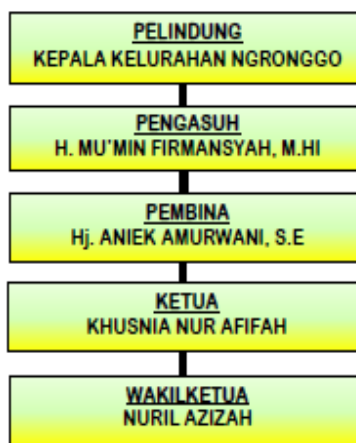 PELINDUNG
KEPALA KELURAHAN NGRONGGO
PENGASUH
H. MU'MIN FIRMANSYAH, M.HI
PEMBINA
Hj. ANIEK AMURWANI, S.E
KETUA
KHUSNIA NUR AFIFAH
WAKILKETUA
NURIL AZIZAH